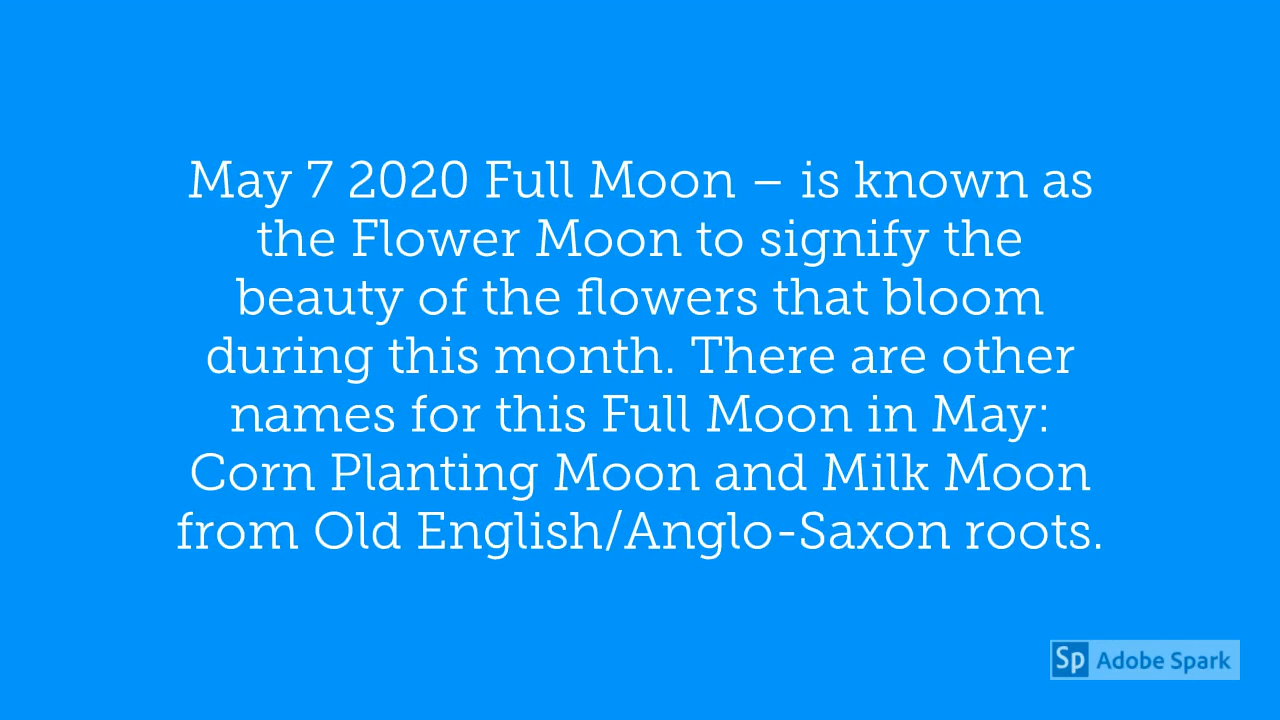 May 7 2020 Full Moon – is known as
the Flower Moon to signify the
beauty of the flowers that bloom
during this month. There are other
names for this Full Moon in May:
Corn Planting Moon and Milk Moon
from Old English/Anglo-Saxon roots.
Sp Adobe Spark